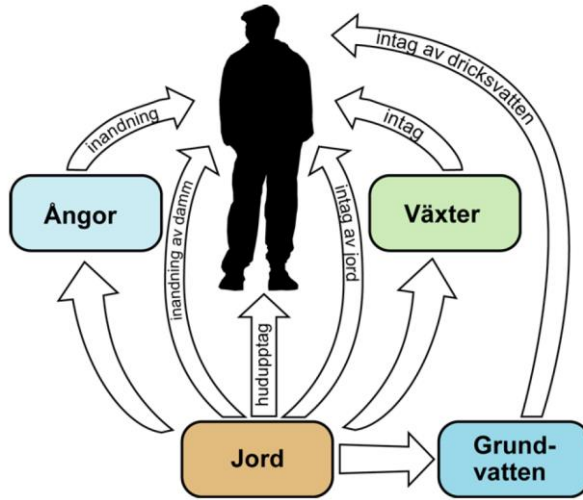 intag av dricksvatten
inandning
intag
Ångor
Växter
inandning av damm
intag av jord
hudupptag
Jord
Grund-
vatten